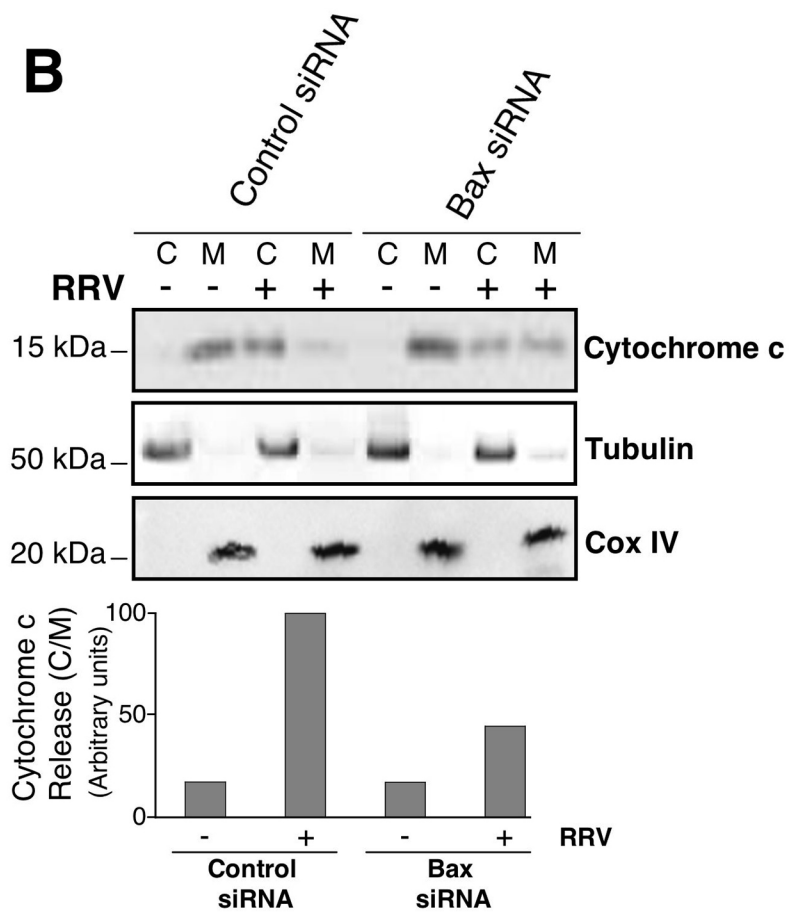 B
Control siRNA
Bax siRNA
C M C M C M C M
RRV - - + + - - + +
15 kDa Cytochrome c
50 kDa Tubulin
20 kDa Cox IV
Cytochrome c
Release (C/M)
(Arbitrary units)
100
50
0
- + - + RRV
Control Bax
siRNA siRNA